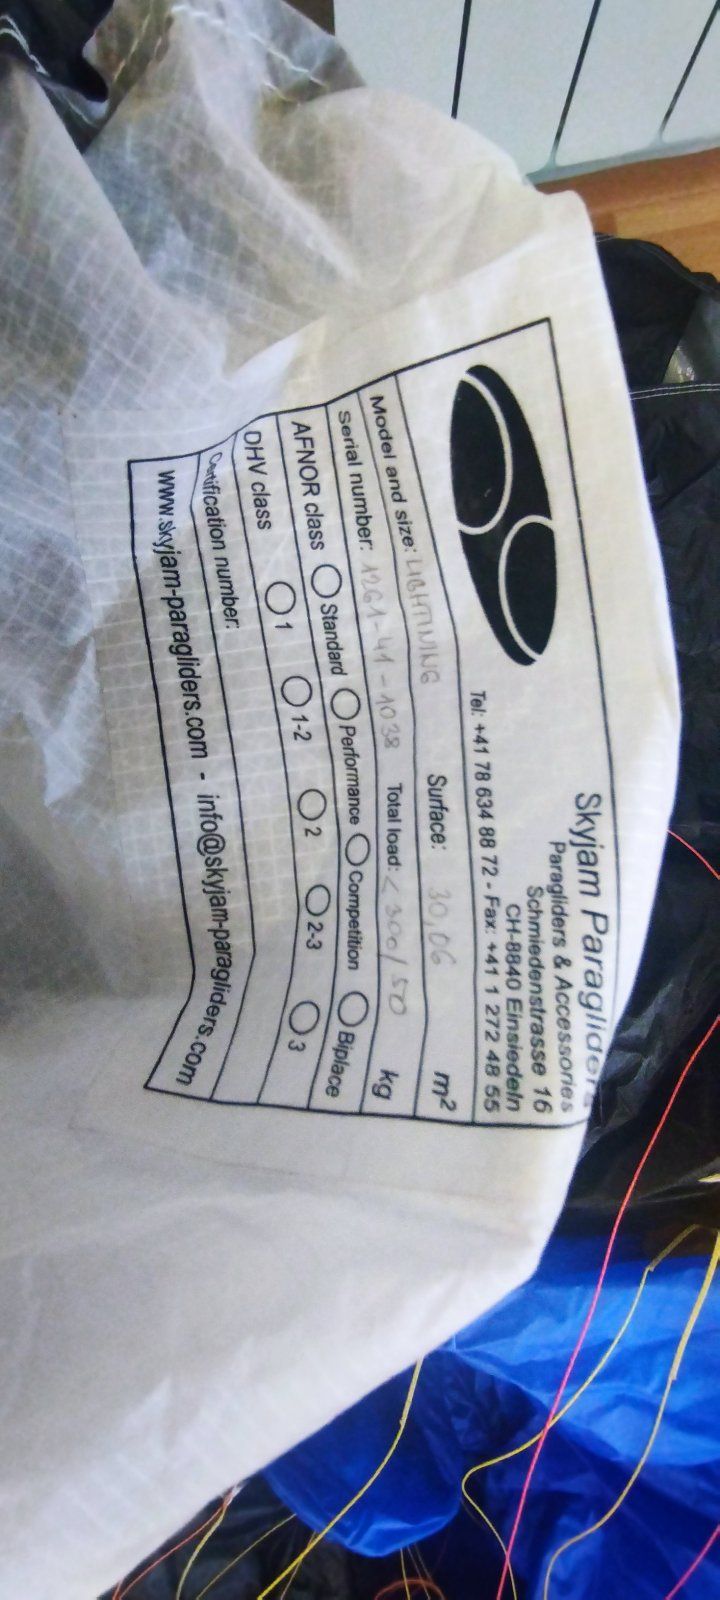 Skyjam Paragliders
Paragliders & Accessories
Schmiedenstrasse 16
CH-8840 Einsiedeln
Tel: +41 78 634 88 72 - Fax: +41 1 272 48 55
Model and size: LIGHTNING Surface: 30,06 m²
Serial number: 1261-41-1038 Total load: < 300/50 kg
AFNOR class Standard Performance Competition Biplace
DHV class 1 1-2 2 2-3 3
Certification number:
www.skyjam-paragliders.com - info@skyjam-paragliders.com